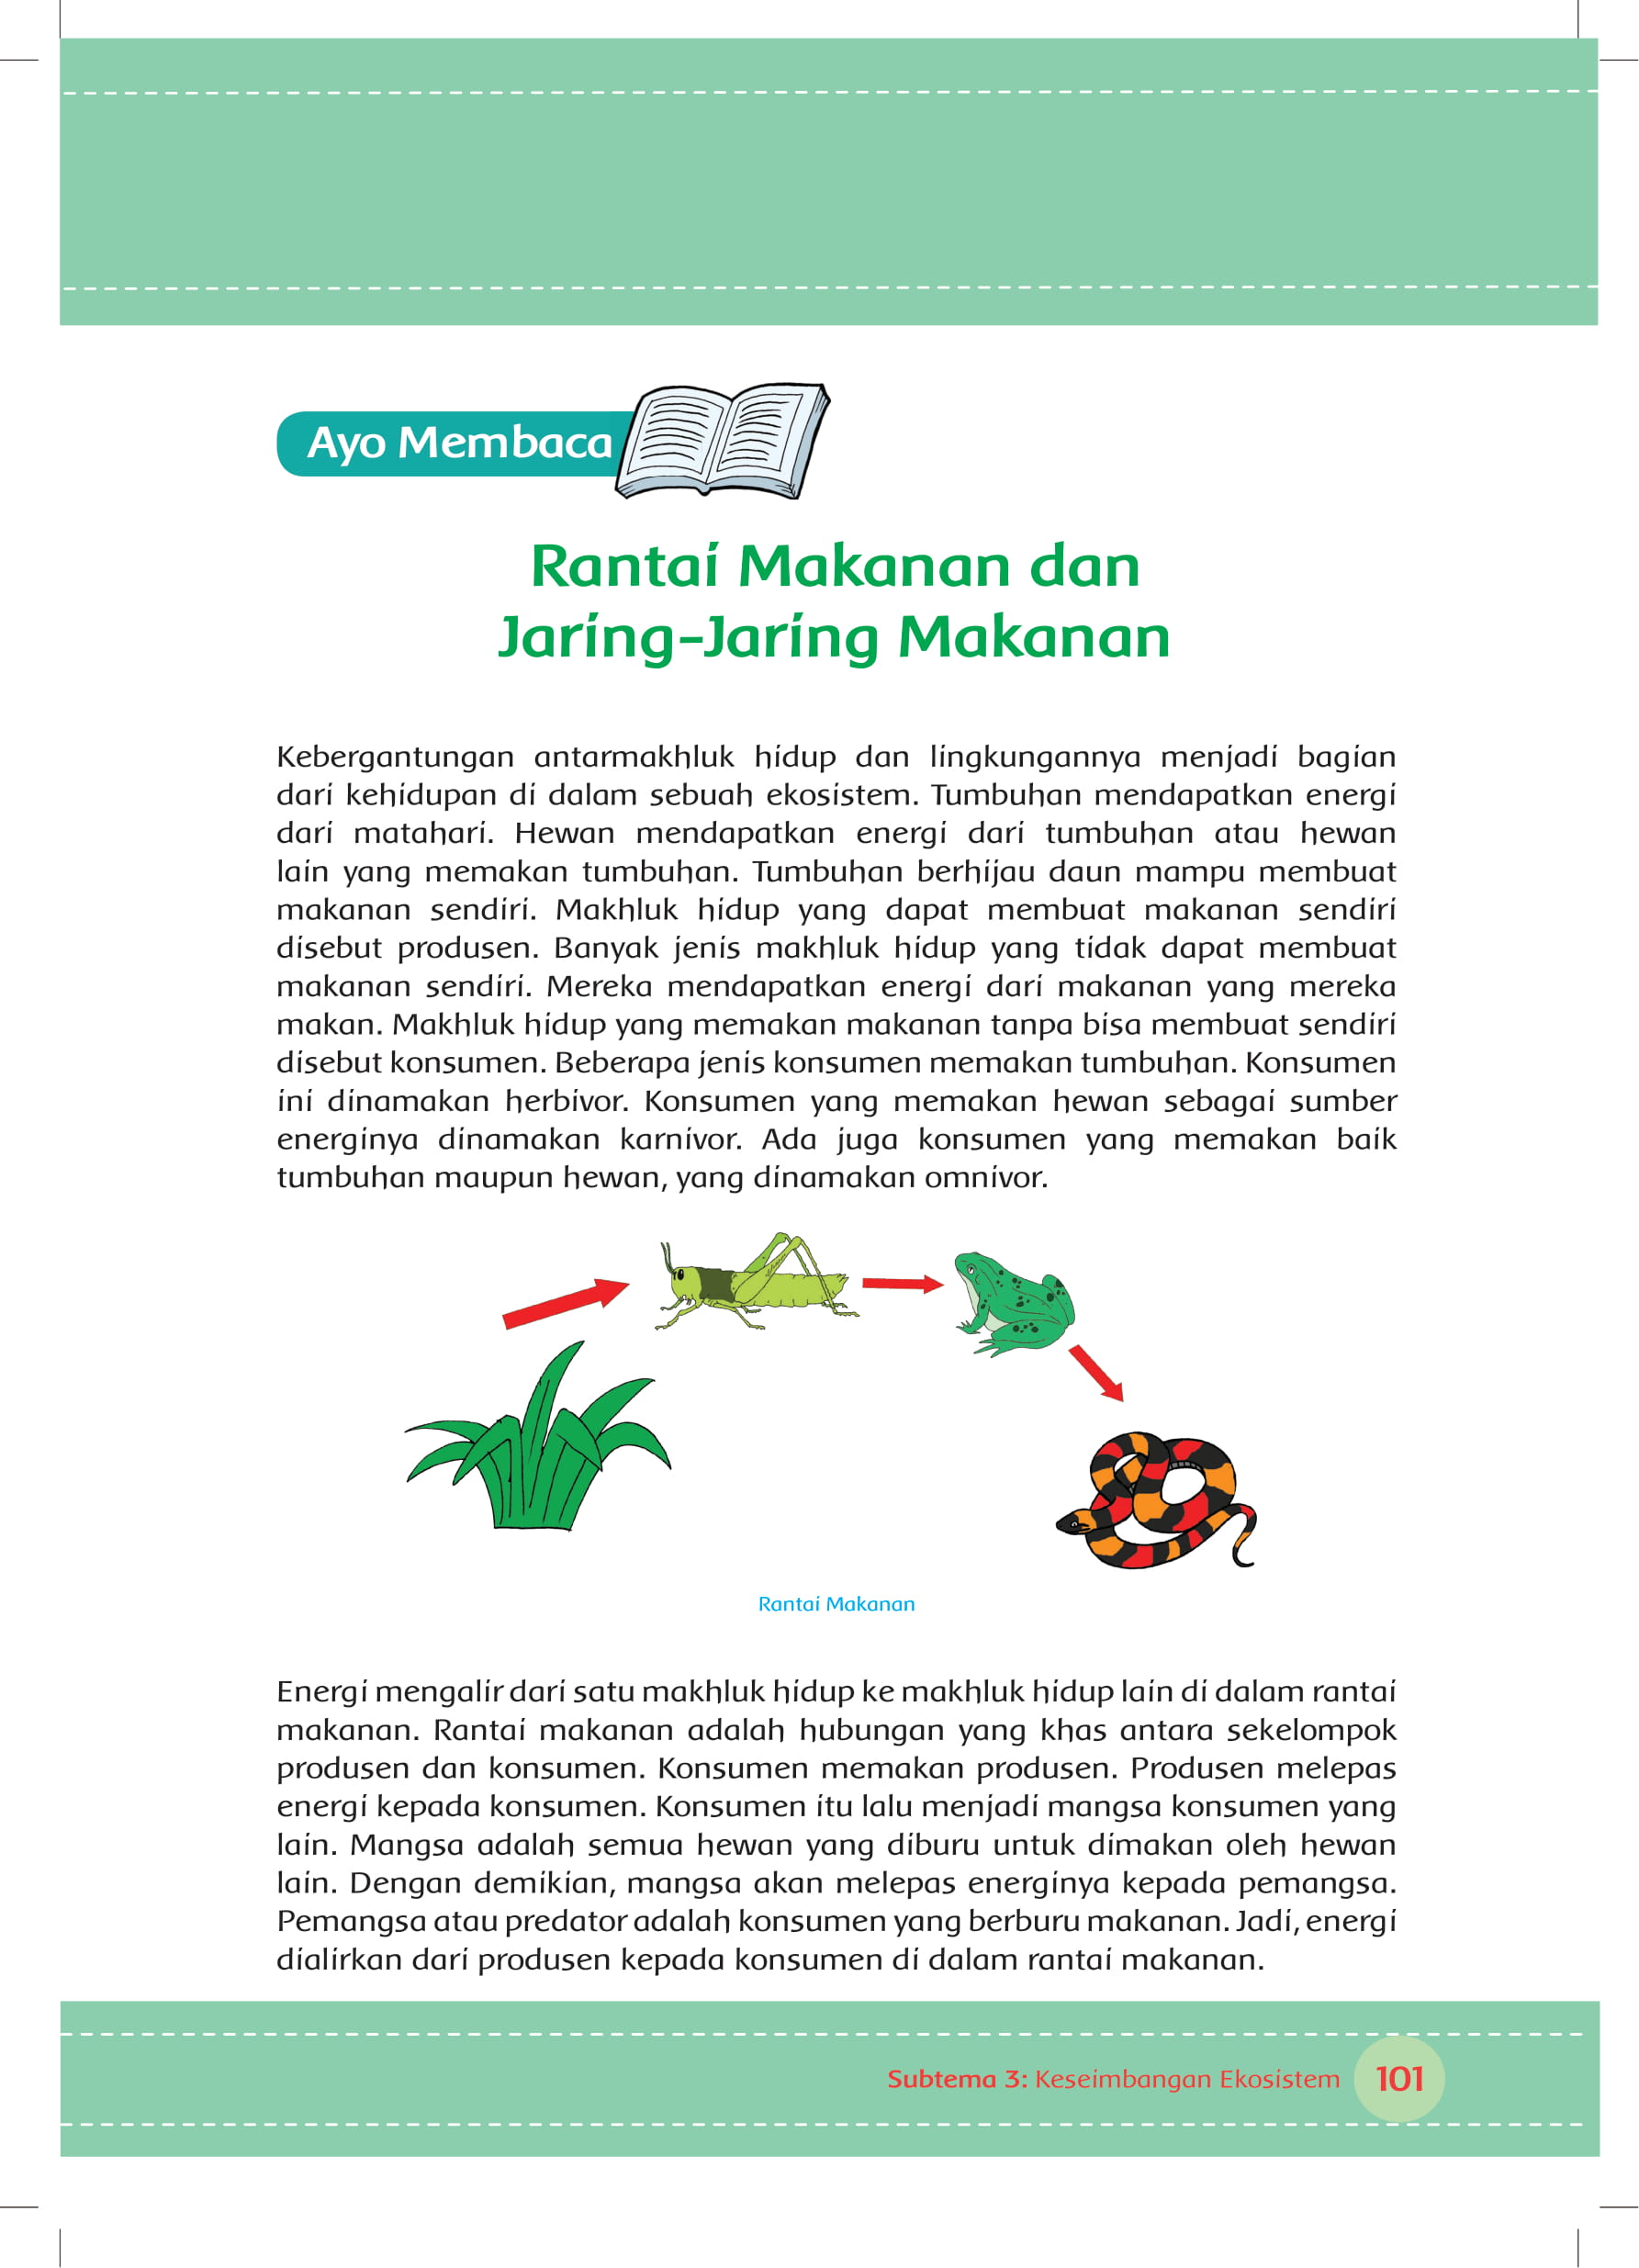 Ayo Membaca
Rantai Makanan dan
Jaring-Jaring Makanan
Kebergantungan antarmakhluk hidup dan lingkungannya menjadi bagian
dari kehidupan di dalam sebuah ekosistem. Tumbuhan mendapatkan energi
dari matahari. Hewan mendapatkan energi dari tumbuhan atau hewan
lain yang memakan tumbuhan. Tumbuhan berhijau daun mampu membuat
makanan sendiri. Makhluk hidup yang dapat membuat makanan sendiri
disebut produsen. Banyak jenis makhluk hidup yang tidak dapat membuat
makanan sendiri. Mereka mendapatkan energi dari makanan yang mereka
makan. Makhluk hidup yang memakan makanan tanpa bisa membuat sendiri
disebut konsumen. Beberapa jenis konsumen memakan tumbuhan. Konsumen
ini dinamakan herbivor. Konsumen yang memakan hewan sebagai sumber
energinya dinamakan karnivor. Ada juga konsumen yang memakan baik
tumbuhan maupun hewan, yang dinamakan omnivor.
Rantai Makanan
Energi mengalir dari satu makhluk hidup ke makhluk hidup lain di dalam rantai
makanan. Rantai makanan adalah hubungan yang khas antara sekelompok
produsen dan konsumen. Konsumen memakan produsen. Produsen melepas
energi kepada konsumen. Konsumen itu lalu menjadi mangsa konsumen yang
lain. Mangsa adalah semua hewan yang diburu untuk dimakan oleh hewan
lain. Dengan demikian, mangsa akan melepas energinya kepada pemangsa.
Pemangsa atau predator adalah konsumen yang berburu makanan. Jadi, energi
dialirkan dari produsen kepada konsumen di dalam rantai makanan.
Subtema 3: Keseimbangan Ekosistem 101